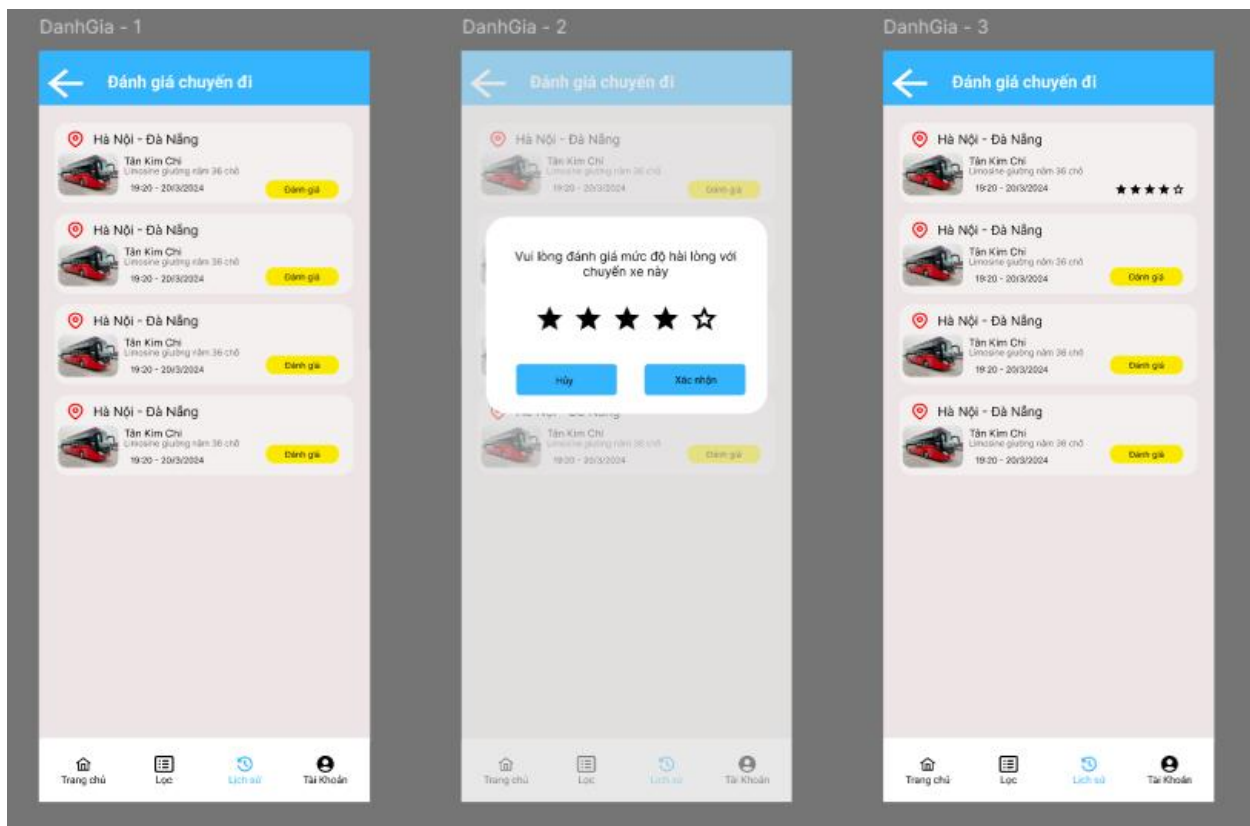 DanhGia - 1
Đánh giá chuyến đi
Hà Nội - Đà Nẵng
Tân Kim Chi
Limosine giường nằm 36 chỗ
19:20 - 20/3/2024
Đánh giá
Hà Nội - Đà Nẵng
Tân Kim Chi
Limosine giường nằm 36 chỗ
19:20 - 20/3/2024
Đánh giá
Hà Nội - Đà Nẵng
Tân Kim Chi
Limosine giường nằm 36 chỗ
19:20 - 20/3/2024
Đánh giá
Hà Nội - Đà Nẵng
Tân Kim Chi
Limosine giường nằm 36 chỗ
19:20 - 20/3/2024
Đánh giá
Trang chủ
Lọc
Lịch sử
Tài Khoản
DanhGia - 2
Đánh giá chuyến đi
Hà Nội - Đà Nẵng
Tân Kim Chi
Limosine giường nằm 36 chỗ
19:20 - 20/3/2024
Đánh giá
Vui lòng đánh giá mức độ hài lòng với
chuyến xe này
Hủy
Xác nhận
Tân Kim Chi
Limosine giường nằm 36 chỗ
19:20 - 20/3/2024
Đánh giá
Trang chủ
Lọc
Lịch sử
Tài Khoản
DanhGia - 3
Đánh giá chuyến đi
Hà Nội - Đà Nẵng
Tân Kim Chi
Limosine giường nằm 36 chỗ
19:20 - 20/3/2024
Hà Nội - Đà Nẵng
Tân Kim Chi
Limosine giường nằm 36 chỗ
19:20 - 20/3/2024
Đánh giá
Hà Nội - Đà Nẵng
Tân Kim Chi
Limosine giường nằm 36 chỗ
19:20 - 20/3/2024
Đánh giá
Hà Nội - Đà Nẵng
Tân Kim Chi
Limosine giường nằm 36 chỗ
19:20 - 20/3/2024
Đánh giá
Trang chủ
Lọc
Lịch sử
Tài Khoản